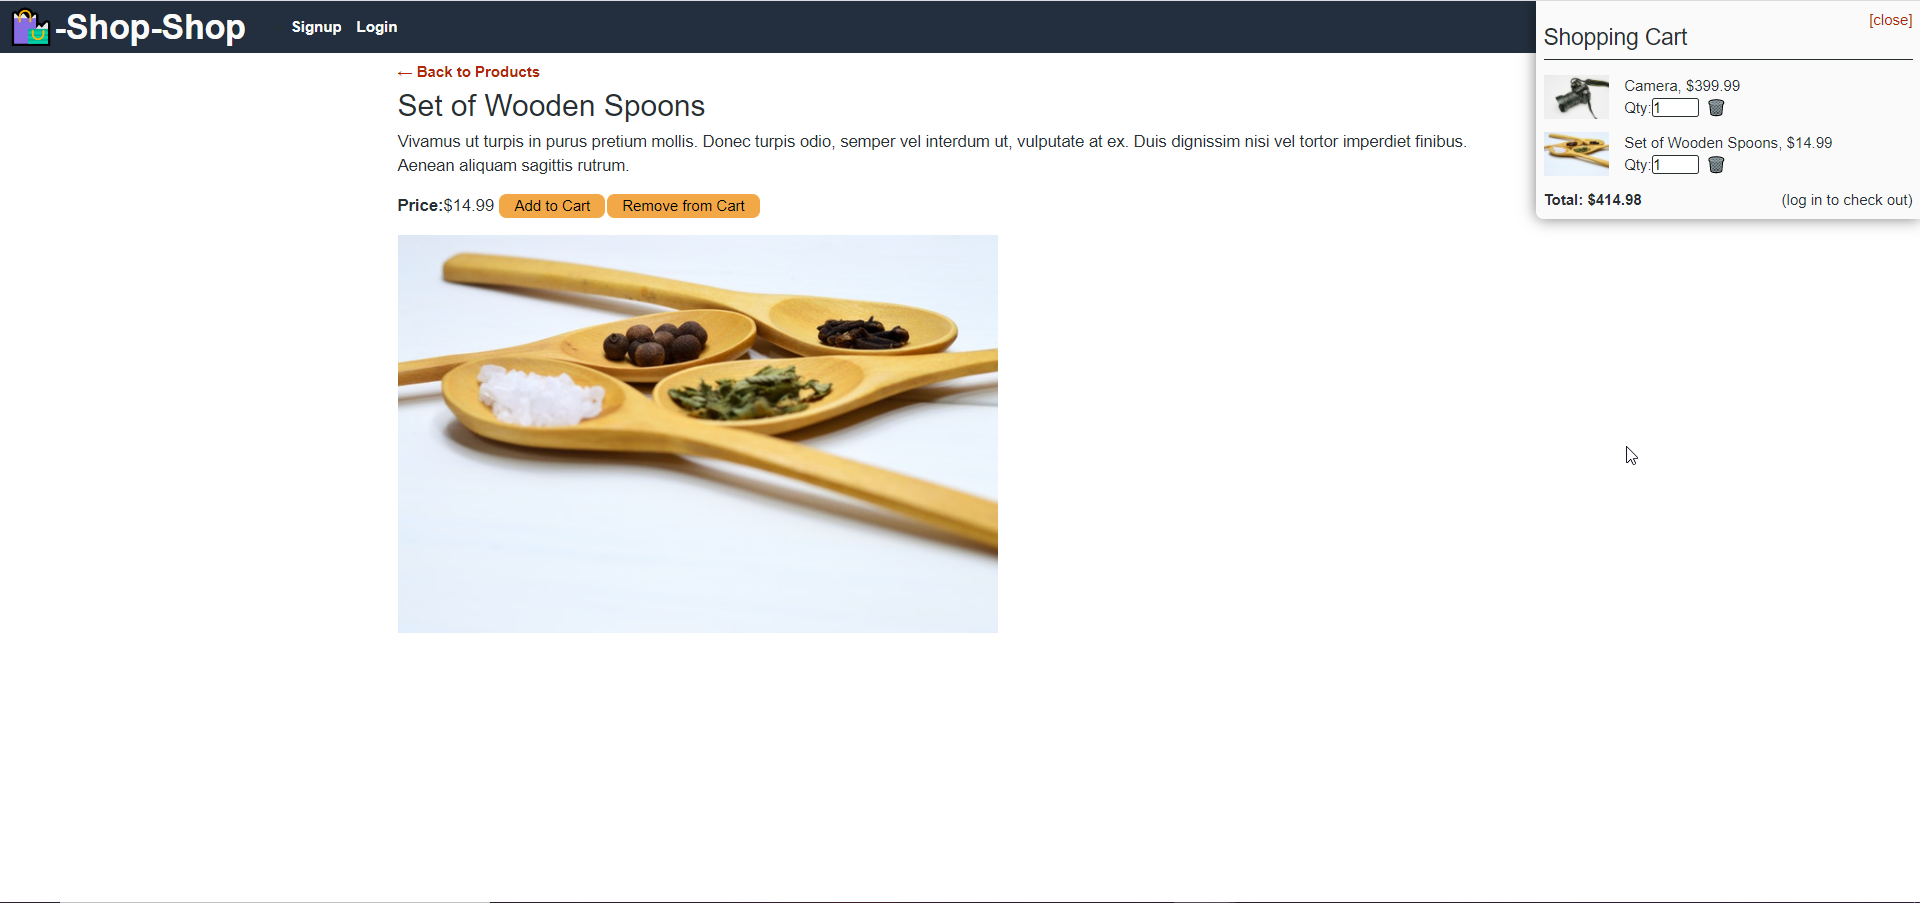 -Shop-Shop
Signup Login
← Back to Products
Set of Wooden Spoons
Vivamus ut turpis in purus pretium mollis. Donec turpis odio, semper vel interdum ut, vulputate at ex. Duis dignissim nisi vel tortor imperdiet finibus.
Aenean aliquam sagittis rutrum.
Price:$14.99 Add to Cart Remove from Cart
[close]
Shopping Cart
Camera, $399.99
Qty:1
Set of Wooden Spoons, $14.99
Qty:1
Total: $414.98 (log in to check out)